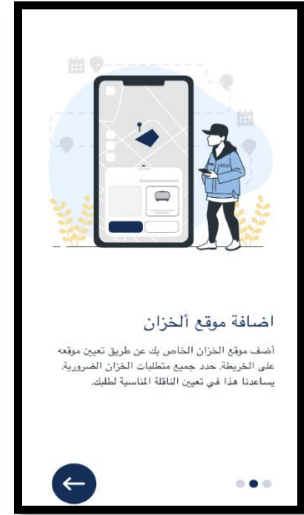 اضافة موقع ألخزان
أضف موقع الخزان الخاص بك عن طريق تعيين موقعه
على الخريطة. حدد جميع متطلبات الخزان الضرورية.
يساعدنا هذا في تعيين الناقلة المناسبة لطلبك.